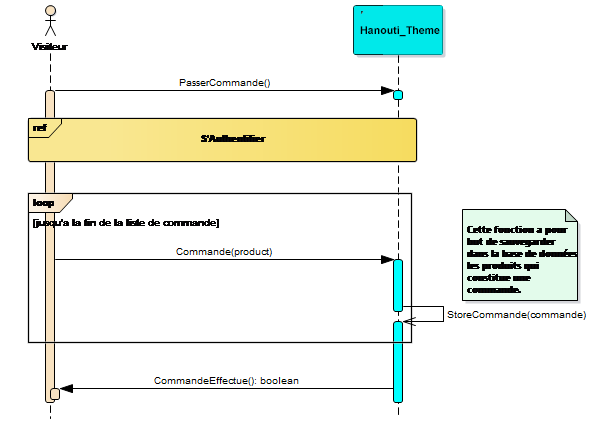 Visiteur
Hanouti_Theme
PasserCommande()
ref
S'Authentifier
loop
[jusqu'a la fin de la liste de commande]
Cette fonction a pour
but de sauvegarder
dans la base de données
les produits qui
constitue une
commande.
Commande(product)
StoreCommande(commande)
CommandeEffectue(): boolean